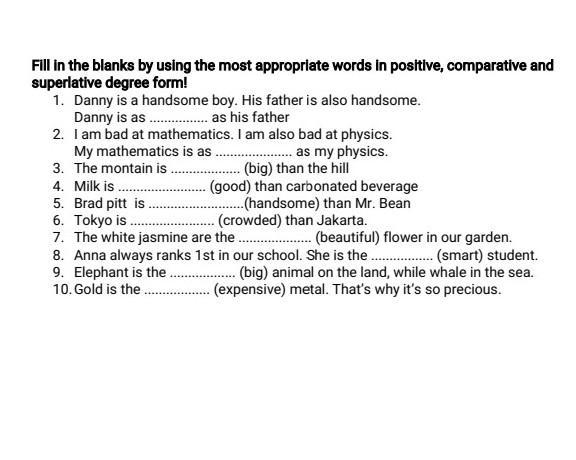 Fill in the blanks by using the most appropriate words in positive, comparative and
superlative degree form!
1. Danny is a handsome boy. His father is also handsome.
Danny is as ............... as his father
2. I am bad at mathematics. I am also bad at physics.
My mathematics is as .................... as my physics.
3. The montain is .................. (big) than the hill
4. Milk is ....................... (good) than carbonated beverage
5. Brad pitt is .........................(handsome) than Mr. Bean
6. Tokyo is ...................... (crowded) than Jakarta.
7. The white jasmine are the ................... (beautiful) flower in our garden.
8. Anna always ranks 1st in our school. She is the ................ (smart) student.
9. Elephant is the ................. (big) animal on the land, while whale in the sea.
10. Gold is the ................. (expensive) metal. That's why it's so precious.